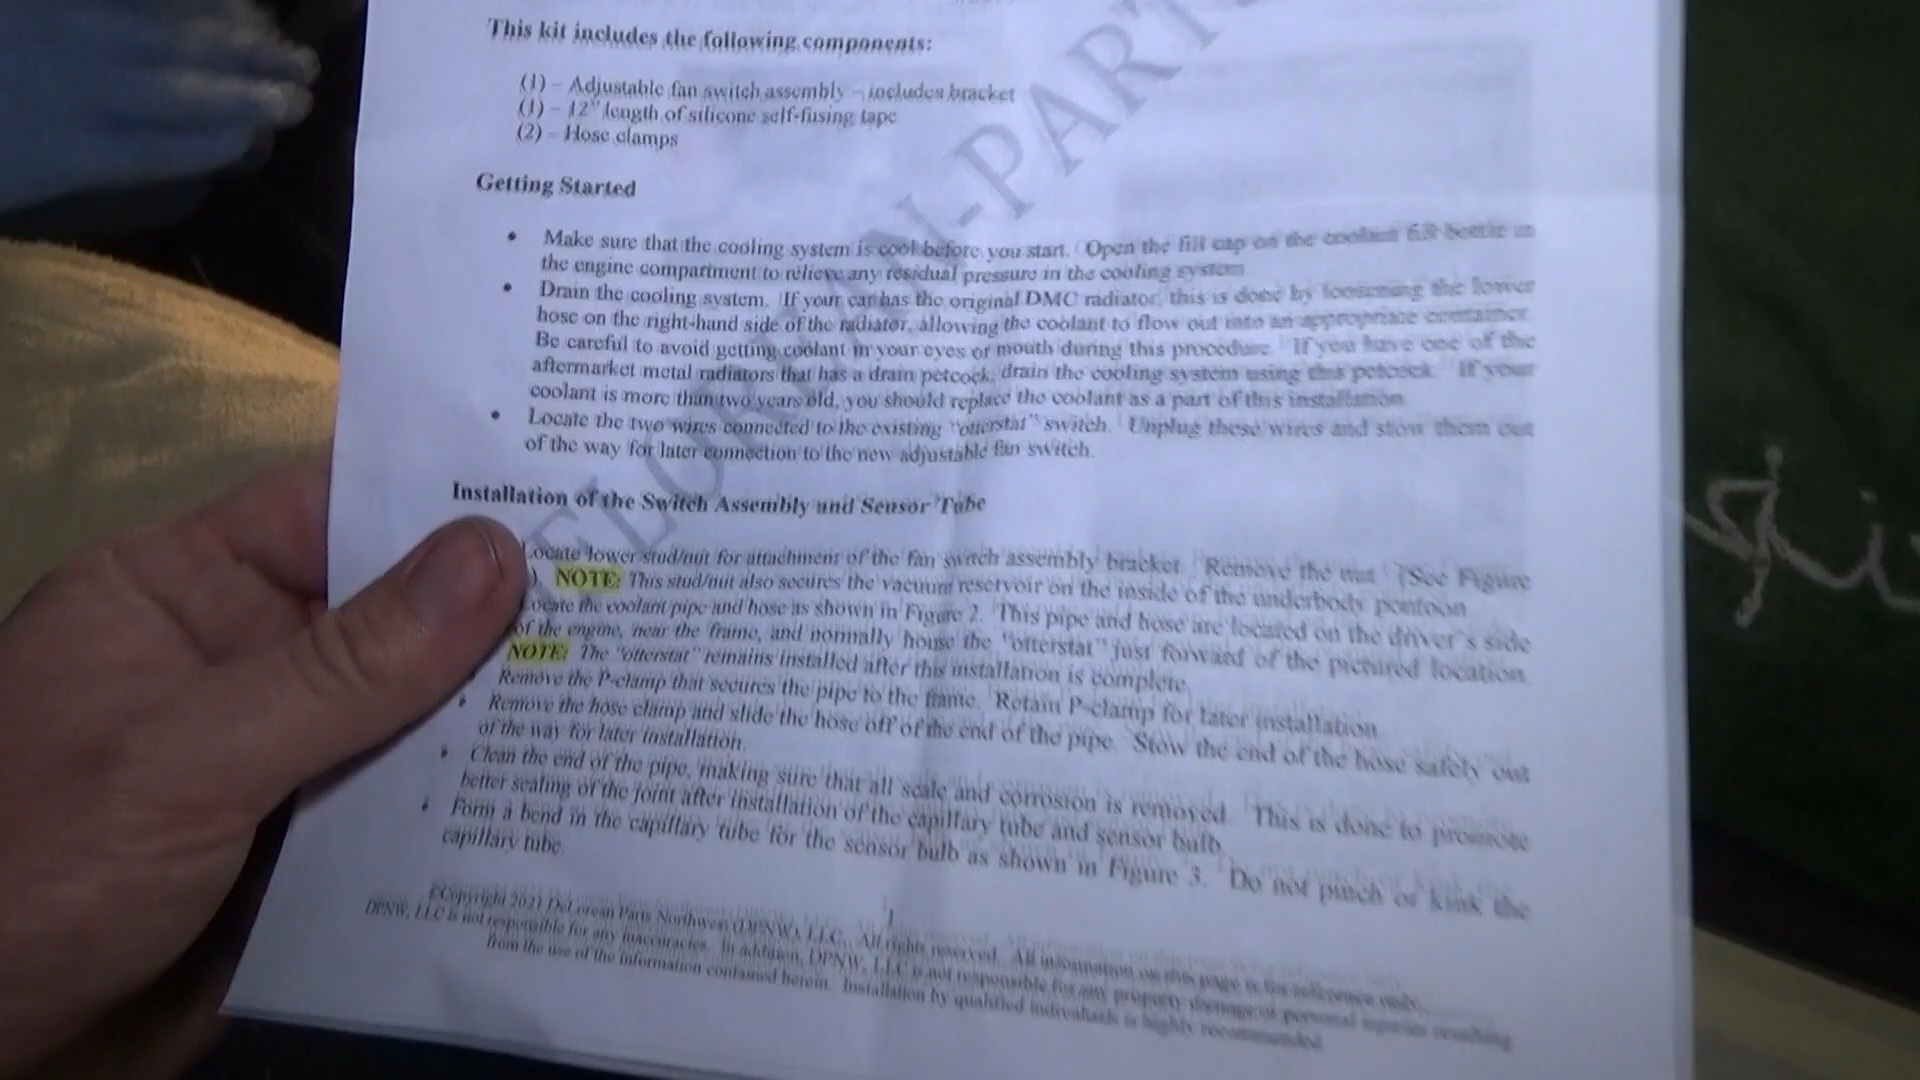 This kit includes the following components:
(1) – Adjustable fan switch assembly – includes bracket
(1) – 12" length of silicone self-fusing tape
(2) – Hose clamps
Getting Started
• Make sure that the cooling system is cool before you start. Open the fill cap on the coolant fill bottle in
the engine compartment to relieve any residual pressure in the cooling system.
• Drain the cooling system. If your car has the original DMC radiator, this is done by loosening the lower
hose on the right-hand side of the radiator, allowing the coolant to flow out into an appropriate container.
Be careful to avoid getting coolant in your eyes or mouth during this procedure. If you have one of the
aftermarket metal radiators that has a drain petcock, drain the cooling system using this petcock. If your
coolant is more than two years old, you should replace the coolant as a part of this installation.
• Locate the two wires connected to the existing "otterstat" switch. Unplug these wires and stow them out
of the way for later connection to the new adjustable fan switch.
Installation of the Switch Assembly and Sensor Tube
Locate lower stud/nut for attachment of the fan switch assembly bracket. Remove the nut. (See Figure
). NOTE: This stud/nut also secures the vacuum reservoir on the inside of the underbody pontoon
Locate the coolant pipe and hose as shown in Figure 2. This pipe and hose are located on the driver's side
of the engine, near the frame, and normally house the "otterstat" just forward of the pictured location.
NOTE: The "otterstat" remains installed after this installation is complete.
Remove the P-clamp that secures the pipe to the frame. Retain P-clamp for later installation.
• Remove the hose clamp and slide the hose off of the end of the pipe. Stow the end of the hose safely out
of the way for later installation.
• Clean the end of the pipe, making sure that all scale and corrosion is removed. This is done to promote
better sealing of the joint after installation of the capillary tube and sensor bulb.
• Form a bend in the capillary tube for the sensor bulb as shown in Figure 3. Do not pinch or kink the
capillary tube.
1
©Copyright 2021 DeLorean Parts Northwest (DPNW), LLC. All rights reserved. All information on this page is for reference only.
DPNW, LLC is not responsible for any inaccuracies. In addition, DPNW, LLC is not responsible for any property damage or personal injuries resulting
from the use of the information contained herein. Installation by qualified individuals is highly recommended.